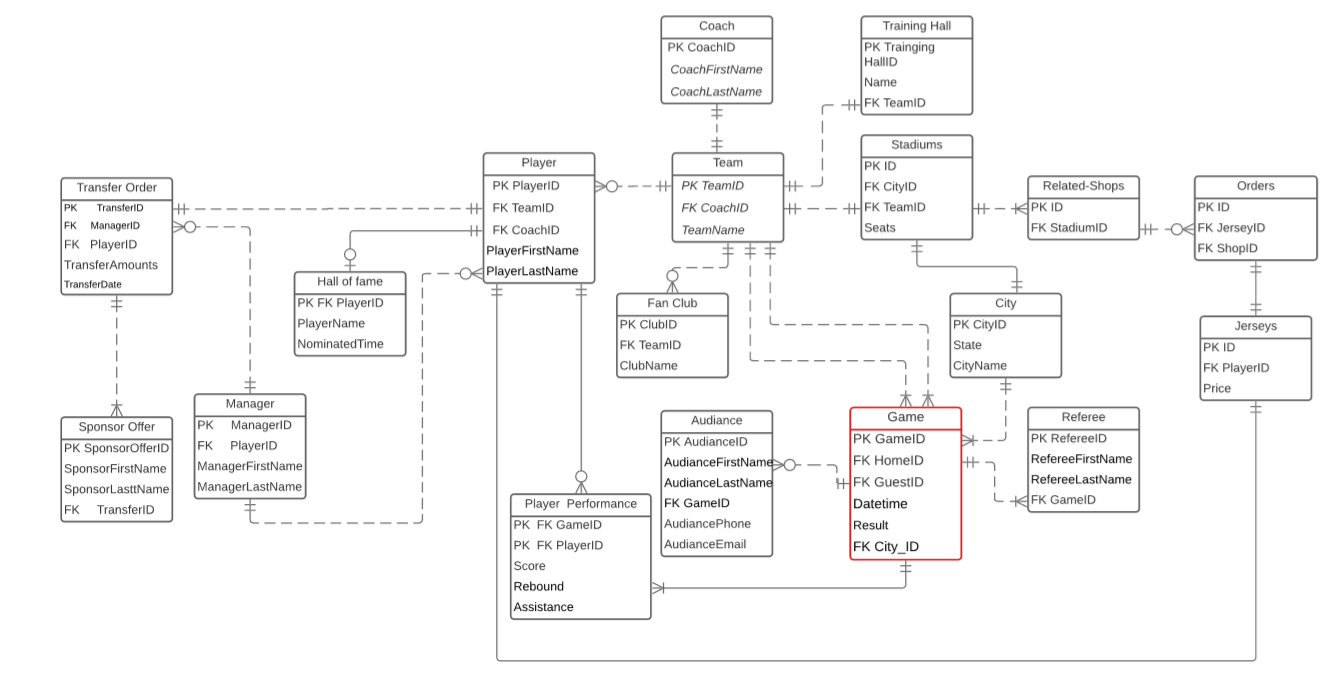 Coach
PK CoachID
CoachFirstName
CoachLastName
Training Hall
PK Trainging
HallID
Name
FK TeamID
Stadiums
PK ID
FK CityID
FK TeamID
Seats
Player
PK PlayerID
FK TeamID
FK CoachID
PlayerFirstName
PlayerLastName
Team
PK TeamID
FK CoachID
TeamName
Transfer Order
PK TransferID
FK ManagerID
FK PlayerID
TransferAmounts
TransferDate
Related-Shops
PK ID
FK StadiumID
Orders
PK ID
FK JerseyID
FK ShopID
Hall of fame
PK FK PlayerID
PlayerName
NominatedTime
Fan Club
PK ClubID
FK TeamID
ClubName
City
PK CityID
State
CityName
Jerseys
PK ID
FK PlayerID
Price
Sponsor Offer
PK SponsorOfferID
SponsorFirstName
SponsorLasttName
FK TransferID
Manager
PK ManagerID
FK PlayerID
ManagerFirstName
ManagerLastName
Audiance
PK AudianceID
AudianceFirstName
AudianceLastName
FK GameID
AudiancePhone
AudianceEmail
Game
PK GameID
FK HomeID
FK GuestID
Datetime
Result
FK City_ID
Referee
PK RefereeID
RefereeFirstName
RefereeLastName
FK GameID
Player Performance
PK FK GameID
PK FK PlayerID
Score
Rebound
Assistance